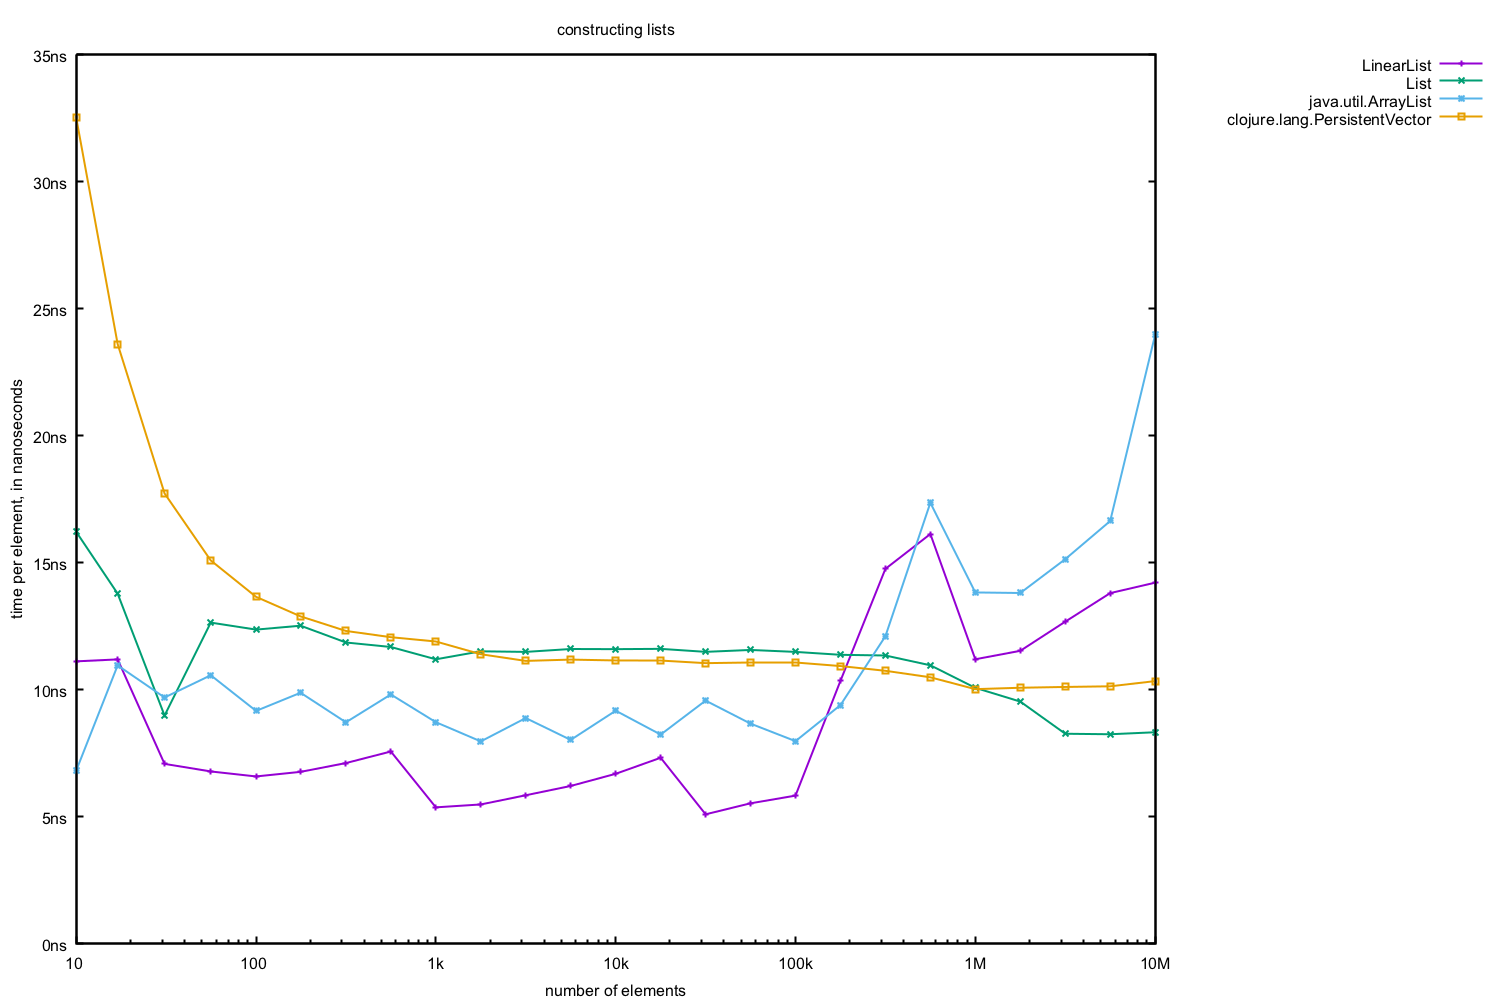 constructing lists
LinearList
List
java.util.ArrayList
clojure.lang.PersistentVector
time per element, in nanoseconds
35ns
30ns
25ns
20ns
15ns
10ns
5ns
0ns
10 100 1k 10k 100k 1M 10M
number of elements